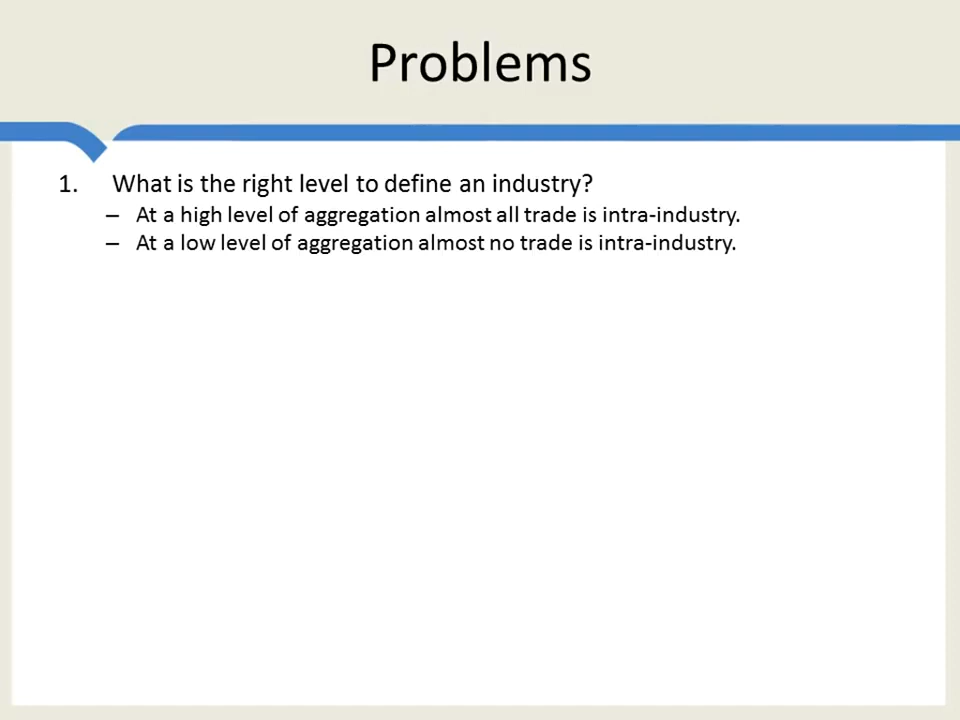 Problems
1. What is the right level to define an industry?
– At a high level of aggregation almost all trade is intra-industry.
– At a low level of aggregation almost no trade is intra-industry.